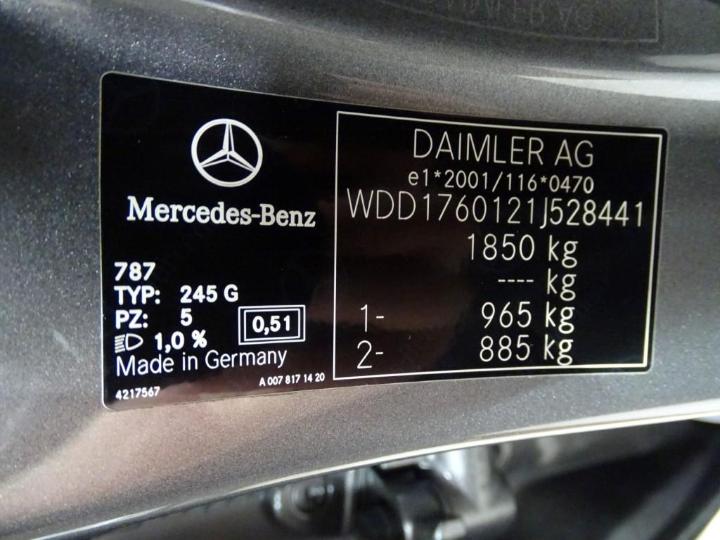 Mercedes-Benz
787
TYP: 245 G
PZ: 5
0,51
1,0 %
Made in Germany
4217567
A 007 817 14 20
DAIMLER AG
e1*2001/116*0470
WDD1760121J528441
1850 kg
---- kg
1- 965 kg
2- 885 kg